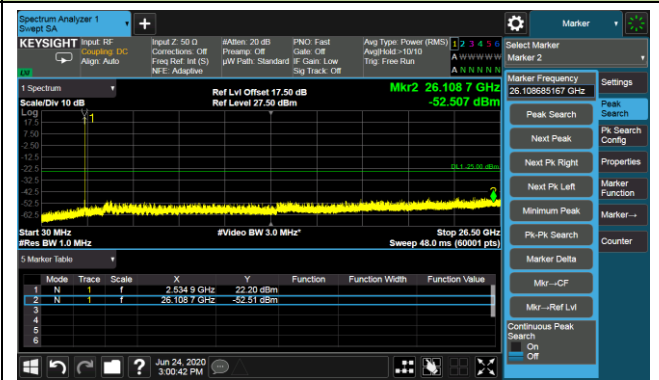 Spectrum Analyzer 1
Swept SA
+
Marker
KEYSIGHT Input: RF
Coupling: DC
Align: Auto
Input Z: 50 Ω
Corrections: Off
Freq Ref: Int (S)
NFE: Adaptive
#Atten: 20 dB
Preamp: Off
µW Path: Standard
PNO: Fast
Gate: Off
IF Gain: Low
Sig Track: Off
Avg Type: Power (RMS)
Avg|Hold:>10/10
Trig: Free Run
1 2 3 4 5 6
A W W W W W
A N N N N N
LXI
Select Marker
Marker 2
1 Spectrum
Scale/Div 10 dB
Ref Lvl Offset 17.50 dB
Ref Level 27.50 dBm
Mkr2 26.108 7 GHz
-52.507 dBm
Log
17.5
7.50
-2.50
-12.5
-22.5
-32.5
-42.5
-52.5
-62.5
1
DL1 -25.00 dBm
2
Start 30 MHz
#Res BW 1.0 MHz
#Video BW 3.0 MHz*
Stop 26.50 GHz
Sweep 48.0 ms (60001 pts)
5 Marker Table
Mode Trace Scale X Y Function Function Width Function Value
1 N 1 f 2.534 9 GHz 22.20 dBm
2 N 1 f 26.108 7 GHz -52.51 dBm
3
4
5
6
Marker Frequency
26.108685167 GHz
Peak Search
Next Peak
Next Pk Right
Next Pk Left
Minimum Peak
Pk-Pk Search
Marker Delta
Mkr→CF
Mkr→Ref Lvl
Continuous Peak
Search
On
Off
Settings
Peak
Search
Pk Search
Config
Properties
Marker
Function
Marker→
Counter
?
Jun 24, 2020
3:00:42 PM